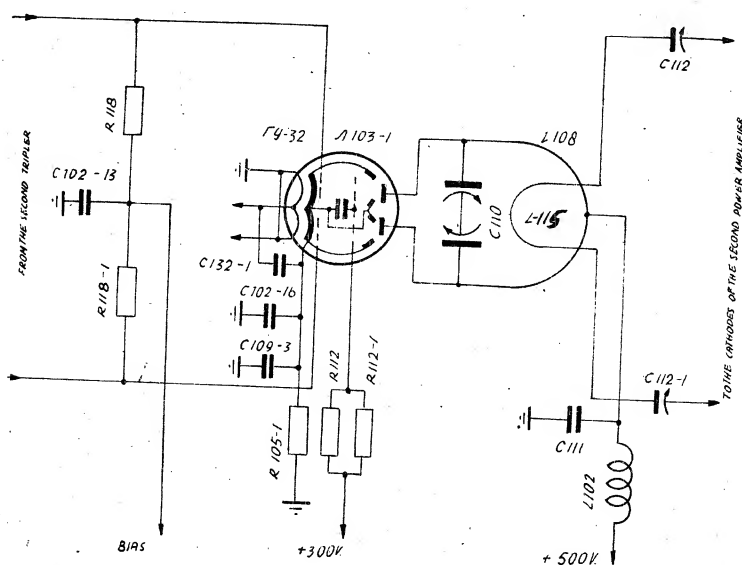 C112
R118
ГУ-32
Л103-1
L108
FROM THE SECOND TRIPLER
C102-13
C110
L-115
R118-1
C132-1
C102-16
C109-3
R112
R112-1
TO THE CATHODES OF THE SECOND POWER AMPLIFIER
C112-1
R105-1
C111
L102
BIAS
+300V.
+500V.